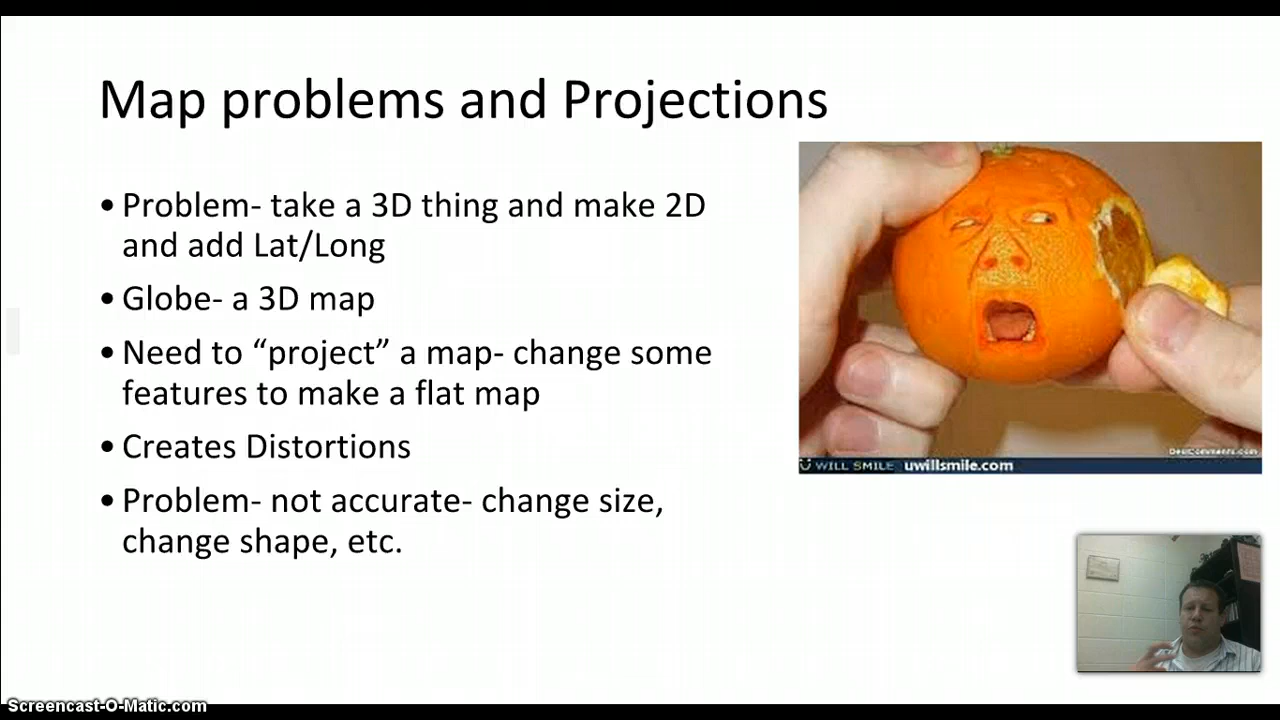 Map problems and Projections
• Problem- take a 3D thing and make 2D
and add Lat/Long
• Globe- a 3D map
• Need to “project” a map- change some
features to make a flat map
• Creates Distortions
• Problem- not accurate- change size,
change shape, etc.
DesiComments.com
WILL SMILE uwillsmile.com
Screencast-O-Matic.com